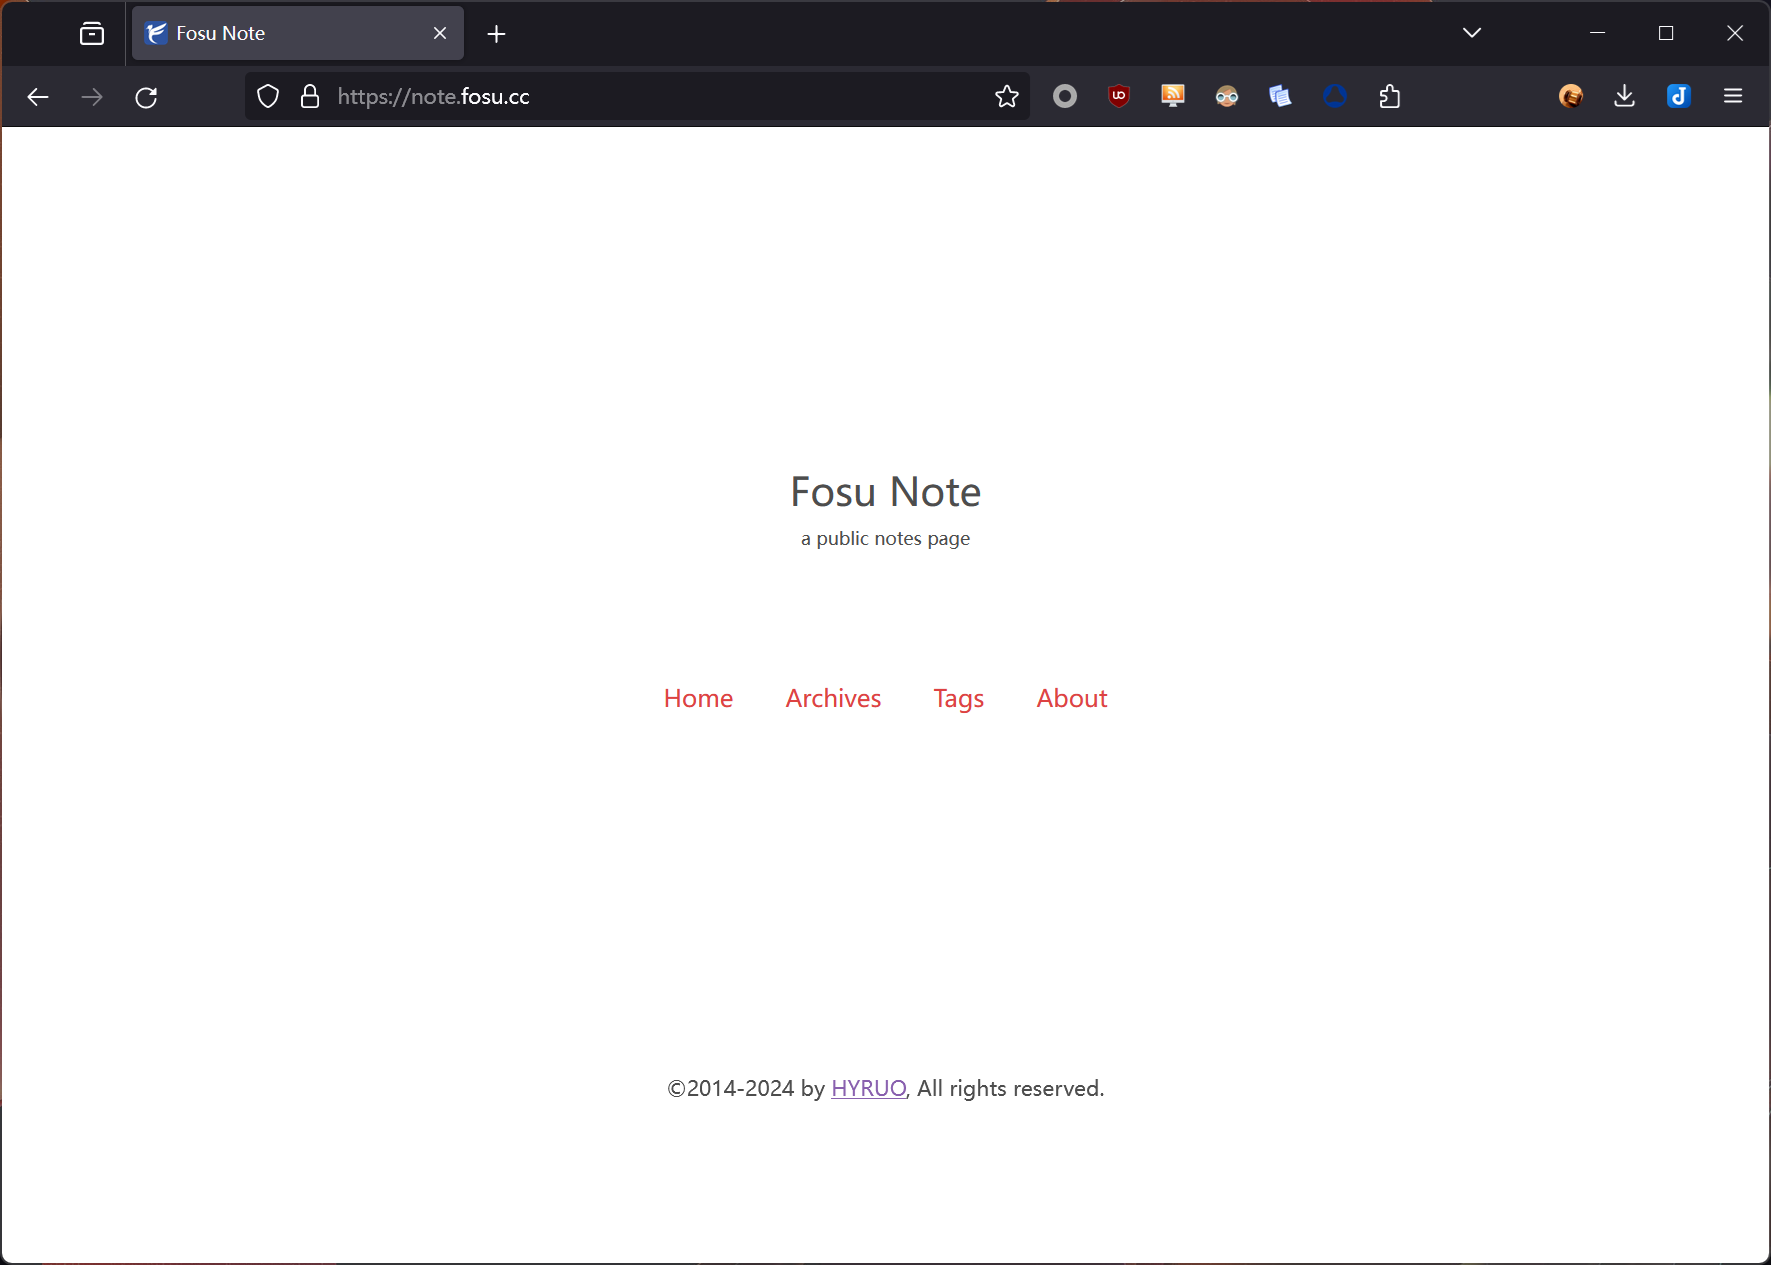 Fosu Note
https://note.fosu.cc
Fosu Note
a public notes page
Home Archives Tags About
©2014-2024 by HYRUO, All rights reserved.